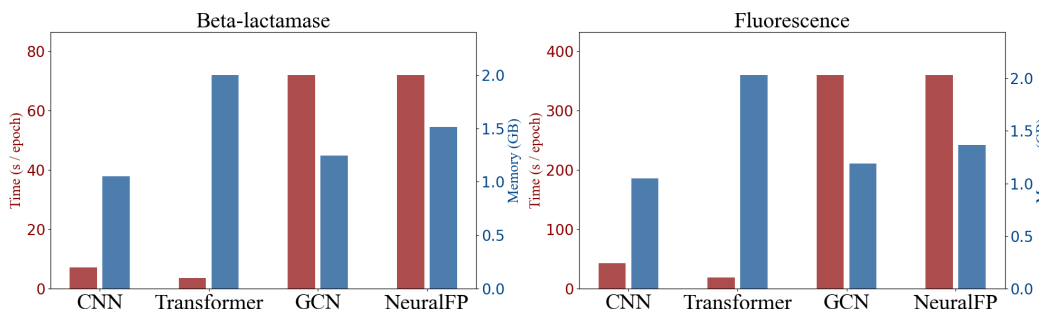 Beta-lactamase
Time (s / epoch)
80
60
40
20
0
2.0
1.5
1.0
0.5
0.0
Memory (GB)
CNN Transformer GCN NeuralFP
Fluorescence
Time (s / epoch)
400
300
200
100
0
2.0
1.5
1.0
0.5
0.0
CNN Transformer GCN NeuralFP